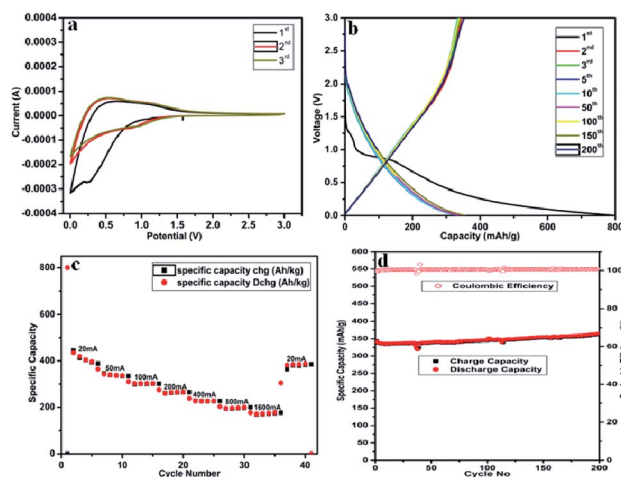 a
0.0004
0.0003
0.0002
0.0001
0.0000
-0.0001
-0.0002
-0.0003
-0.0004
Current (A)
1st
2nd
3rd
0.0 0.5 1.0 1.5 2.0 2.5 3.0
Potential (V)
b
3.0
2.5
2.0
1.5
1.0
0.5
0.0
Voltage (V)
1st
2nd
3rd
5th
10th
50th
100th
150th
200th
0 200 400 600 800
Capacity (mAh/g)
c
800
600
400
200
0
Specific Capacity
specific capacity chg (Ah/kg)
specific capacity Dchg (Ah/kg)
20mA
50mA
100mA
200mA
400mA
800mA
1600mA
20mA
0 10 20 30 40
Cycle Number
d
600
550
500
450
400
350
300
250
200
150
100
50
0
Specific Capacity (mAh/g)
Coulombic Efficiency
Charge Capacity
Discharge Capacity
100
80
60
40
20
0
0 50 100 150 200
Cycle No